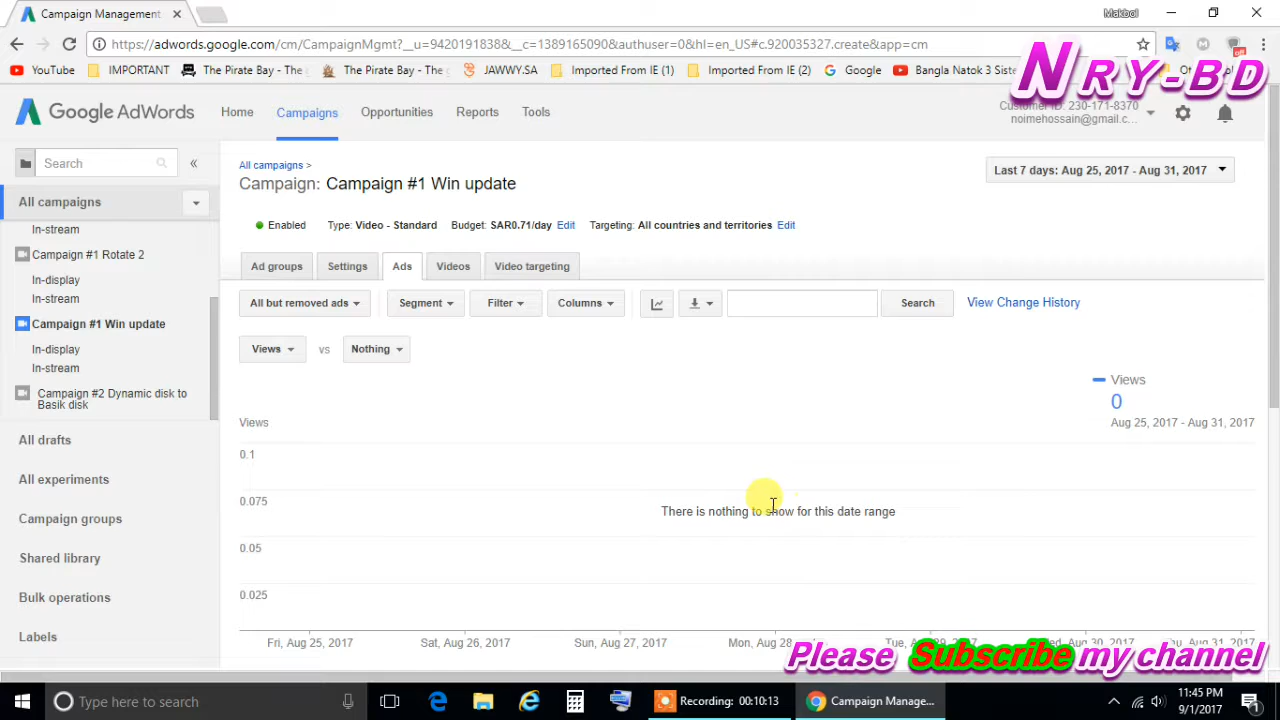 Campaign Management
Makbol
https://adwords.google.com/cm/CampaignMgmt?__u=9420191838&__c=1389165090&authuser=0&hl=en_US#c.920035327.create&app=cm
YouTube
IMPORTANT
The Pirate Bay - The
The Pirate Bay - The g
JAWWY.SA
Imported From IE (1)
Imported From IE (2)
Google
Bangla Natok 3 Siste
NRY-BD
Google AdWords
Home
Campaigns
Opportunities
Reports
Tools
Customer ID: 230-171-8370
noimehossain@gmail.c...
Search
All campaigns
In-stream
Campaign #1 Rotate 2
In-display
In-stream
Campaign #1 Win update
In-display
In-stream
Campaign #2 Dynamic disk to
Basik disk
All drafts
All experiments
Campaign groups
Shared library
Bulk operations
Labels
All campaigns >
Campaign: Campaign #1 Win update
Last 7 days: Aug 25, 2017 - Aug 31, 2017
Enabled Type: Video - Standard Budget: SAR0.71/day Edit Targeting: All countries and territories Edit
Ad groups
Settings
Ads
Videos
Video targeting
All but removed ads
Segment
Filter
Columns
Search
View Change History
Views vs Nothing
Views
0
Aug 25, 2017 - Aug 31, 2017
Views
0.1
0.075
There is nothing to show for this date range
0.05
0.025
Fri, Aug 25, 2017
Sat, Aug 26, 2017
Sun, Aug 27, 2017
Mon, Aug 28
Please Subscribe my channel
Type here to search
Recording: 00:10:13
Campaign Manage...
11:45 PM
9/1/2017